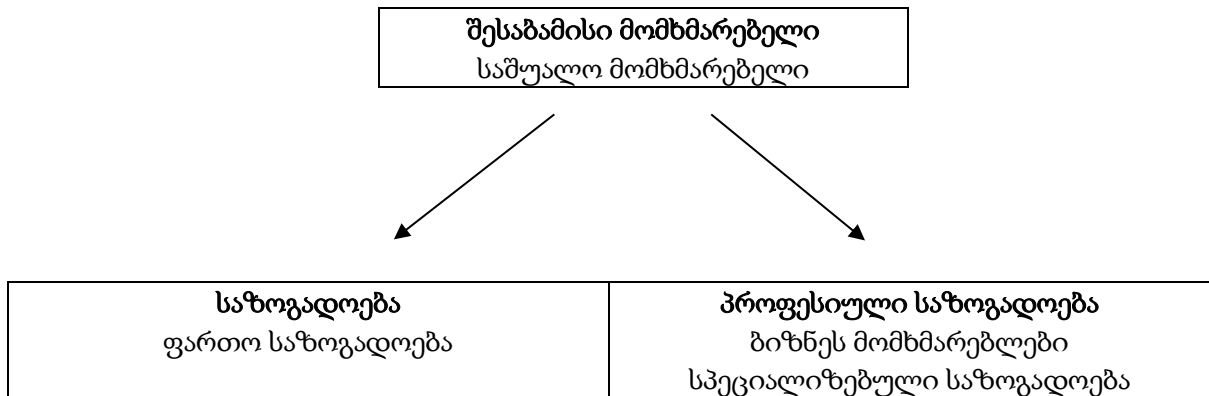 შესაბამისი მომხმარებელი
საშუალო მომხმარებელი
საზოგადოება
ფართო საზოგადოება
პროფესიული საზოგადოება
ბიზნეს მომხმარებლები
სპეციალიზებული საზოგადოება